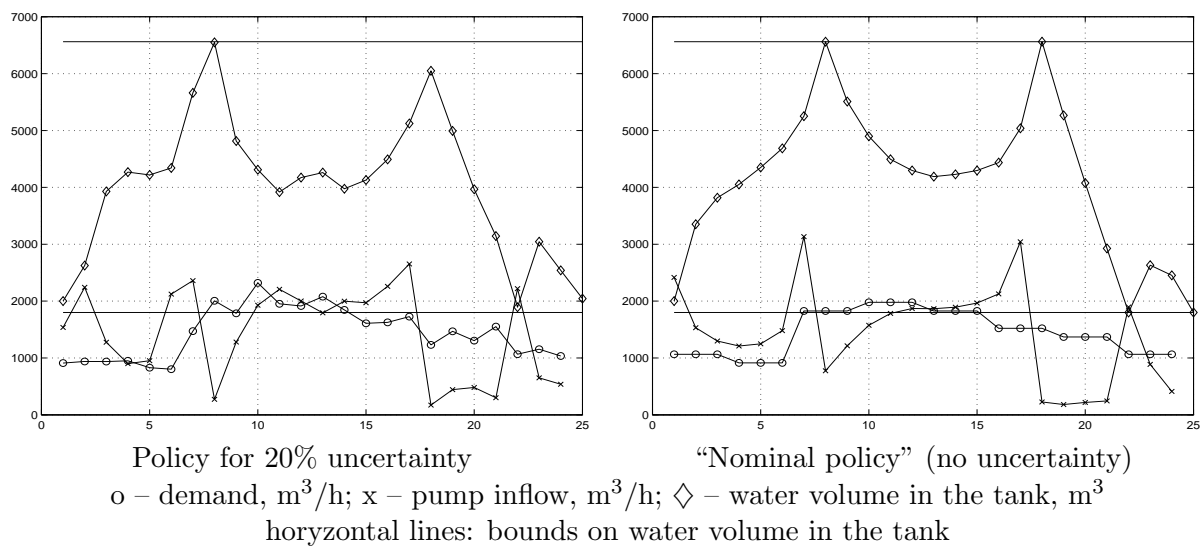 7000
6000
5000
4000
3000
2000
1000
0
0 5 10 15 20 25
7000
6000
5000
4000
3000
2000
1000
0
0 5 10 15 20 25
Policy for 20% uncertainty
“Nominal policy” (no uncertainty)
o – demand, m³/h; x – pump inflow, m³/h; ◇ – water volume in the tank, m³
horyzontal lines: bounds on water volume in the tank